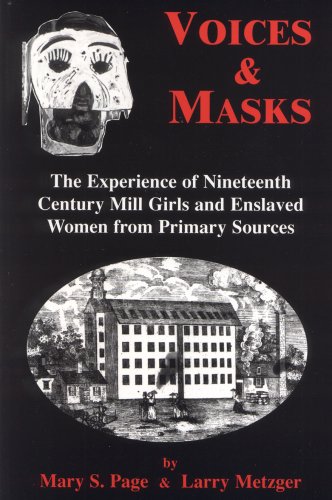 VOICES
&
MASKS
The Experience of Nineteenth
Century Mill Girls and Enslaved
Women from Primary Sources
by
Mary S. Page & Larry Metzger